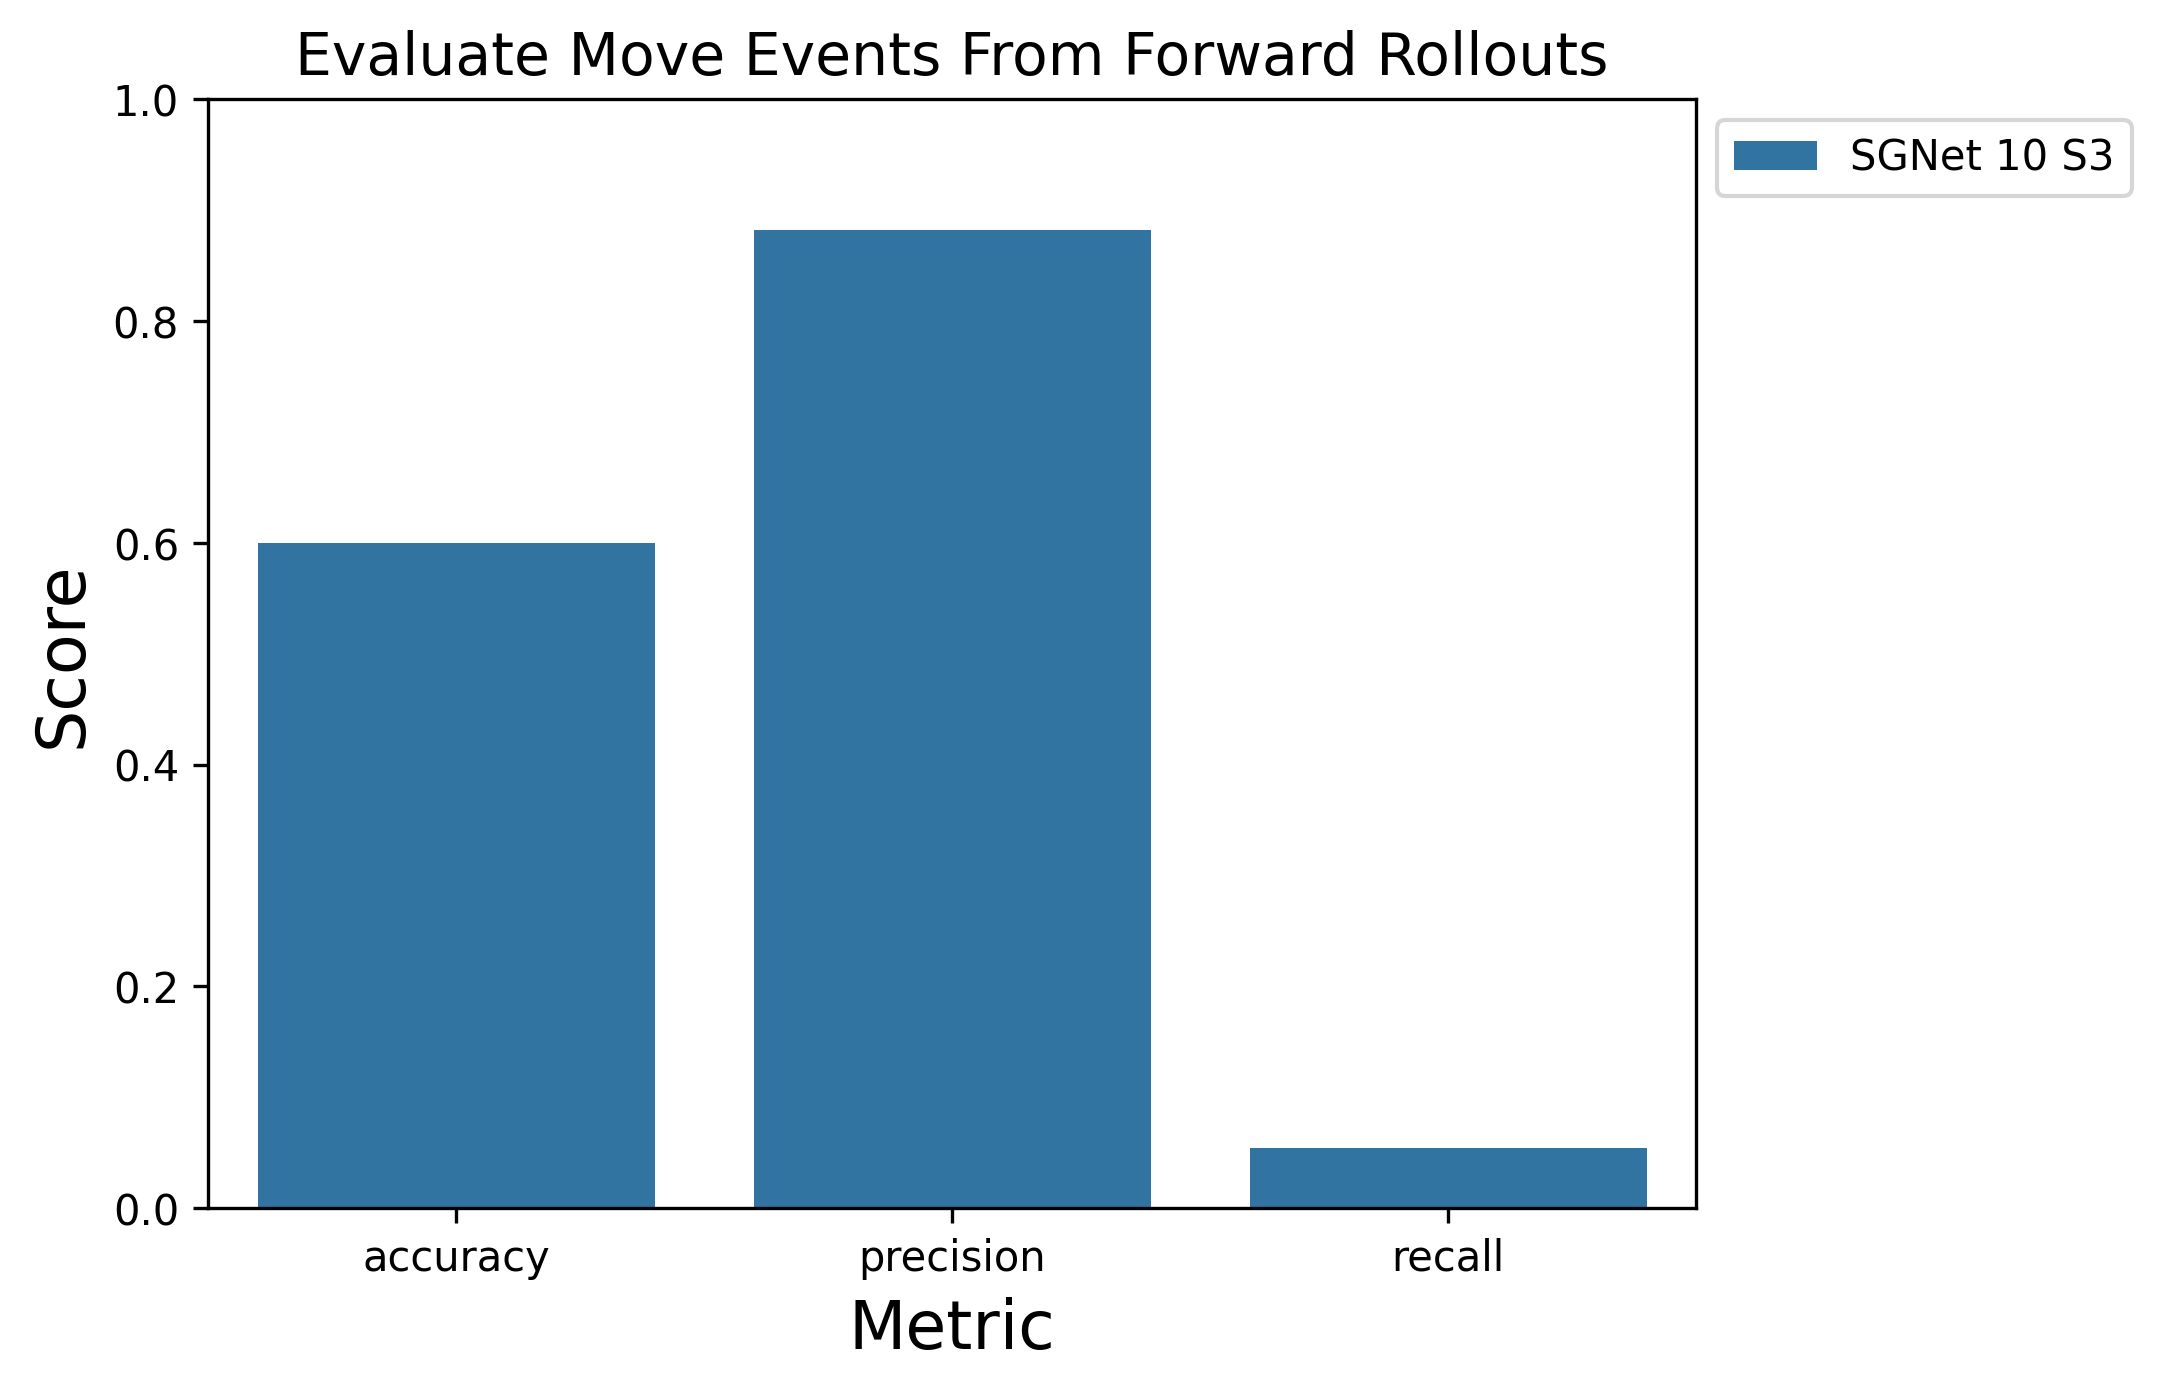 Evaluate Move Events From Forward Rollouts
1.0
0.8
0.6
0.4
0.2
0.0
Score
accuracy
precision
recall
Metric
SGNet 10 S3